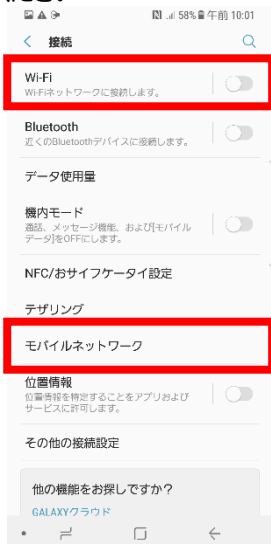 58% 午前 10:01
接続
Wi-Fi
Wi-Fiネットワークに接続します。
Bluetooth
近くのBluetoothデバイスに接続します。
データ使用量
機内モード
通話、メッセージ機能、および[モバイル
データ]をOFFにします。
NFC/おサイフケータイ設定
テザリング
モバイルネットワーク
位置情報
位置情報を特定することをアプリおよび
サービスに許可します。
その他の接続設定
他の機能をお探しですか？
GALAXYクラウド